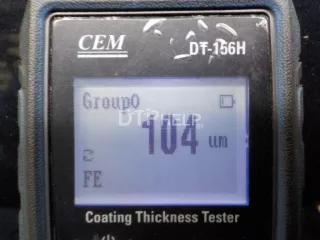 CEM DT-156H
Group0
DTPHELP
104 um
FE
Coating Thickness Tester